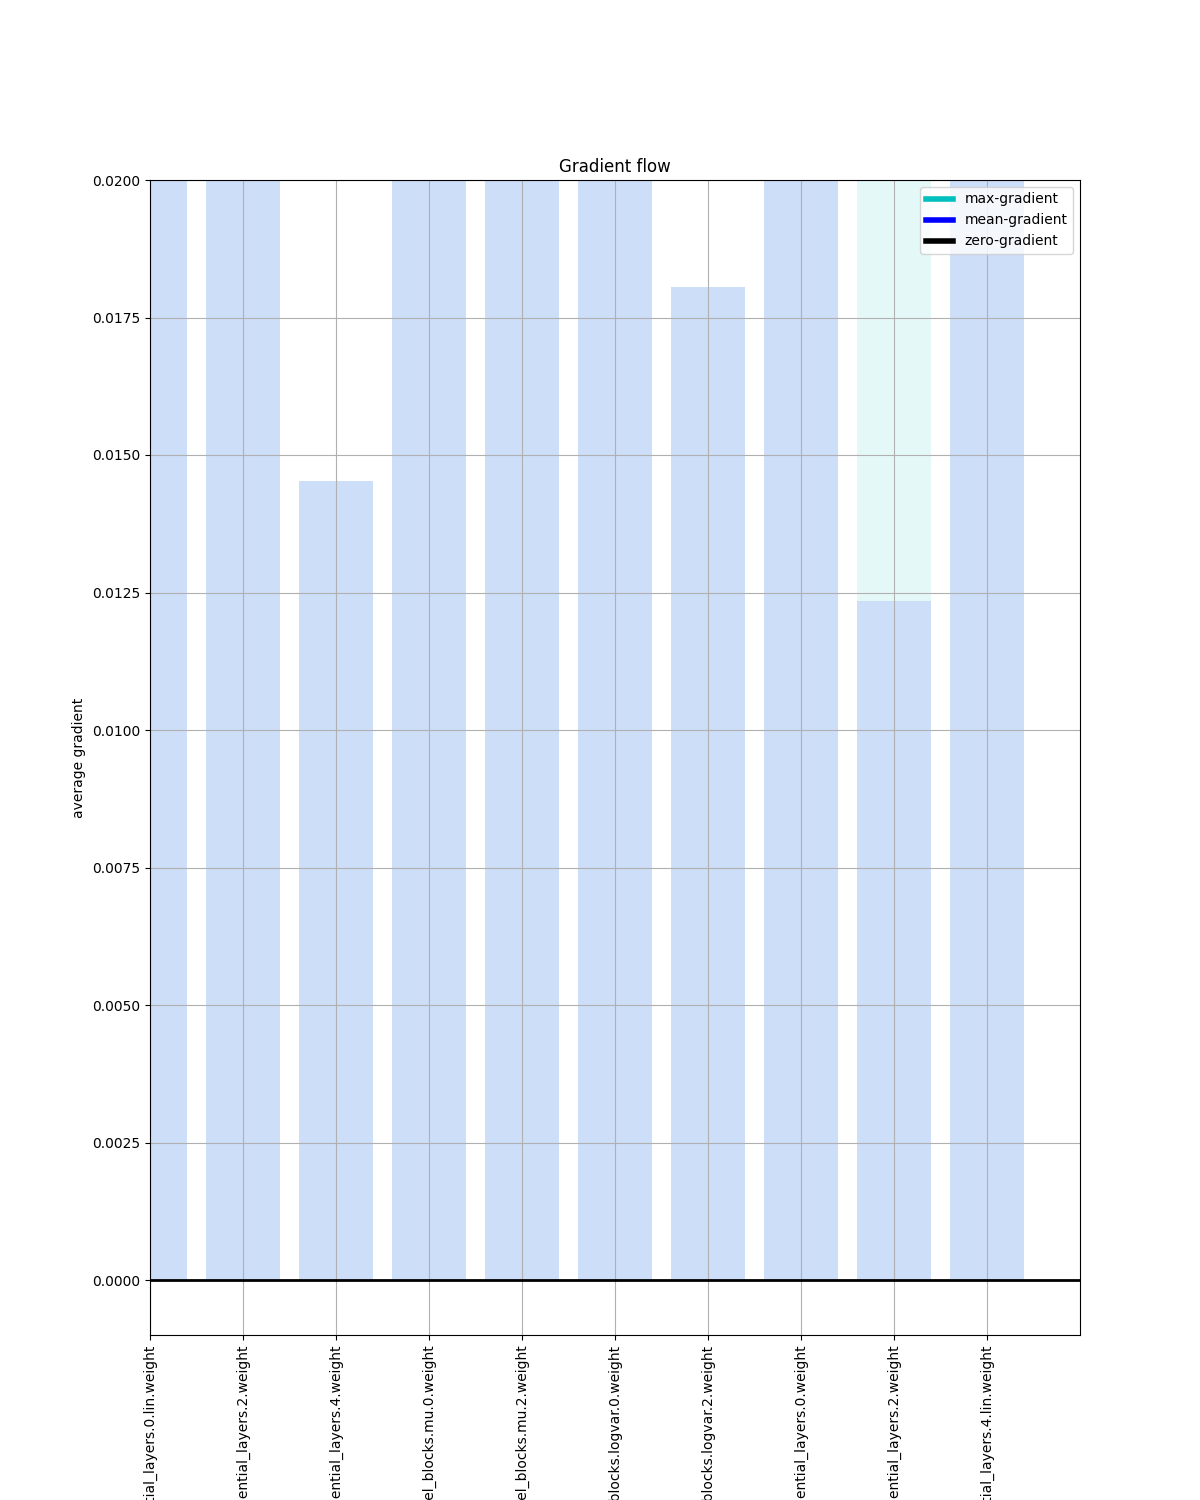 Gradient flow
max-gradient
mean-gradient
zero-gradient
0.0200
0.0175
0.0150
0.0125
0.0100
0.0075
0.0050
0.0025
0.0000
average gradient
tial_layers.0.lin.weight
ential_layers.2.weight
ential_layers.4.weight
el_blocks.mu.0.weight
el_blocks.mu.2.weight
blocks.logvar.0.weight
blocks.logvar.2.weight
ential_layers.0.weight
ential_layers.2.weight
tial_layers.4.lin.weight